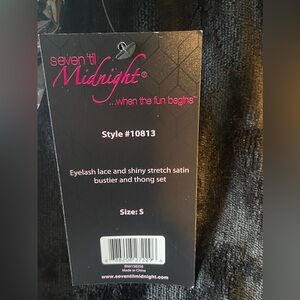 seven 'til
Midnight®
...when the fun begins™
Style #10813
Eyelash lace and shiny stretch satin
bustier and thong set
Size: S
Made in China
www.seventilmidnight.com